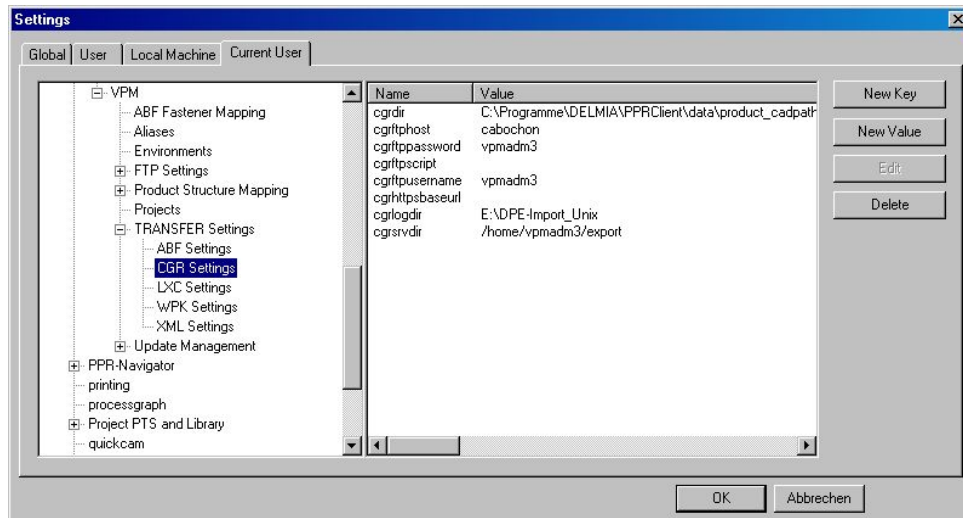 Settings
Global User Local Machine Current User
VPM
ABF Fastener Mapping
Aliases
Environments
FTP Settings
Product Structure Mapping
Projects
TRANSFER Settings
ABF Settings
CGR Settings
LXC Settings
WPK Settings
XML Settings
Update Management
PPR-Navigator
printing
processgraph
Project PTS and Library
quickcam
Name Value
cgrdir C:\Programme\DELMIA\PPRClient\data\product_cadpath
cgrftphost cabochon
cgrftppassword vpmadm3
cgrftpscript
cgrftpusername vpmadm3
cgrhttpsbaseurl
cgrlogdir E:\DPE-Import_Unix
cgrsrvdir /home/vpmadm3/export
New Key
New Value
Edit
Delete
OK Abbrechen